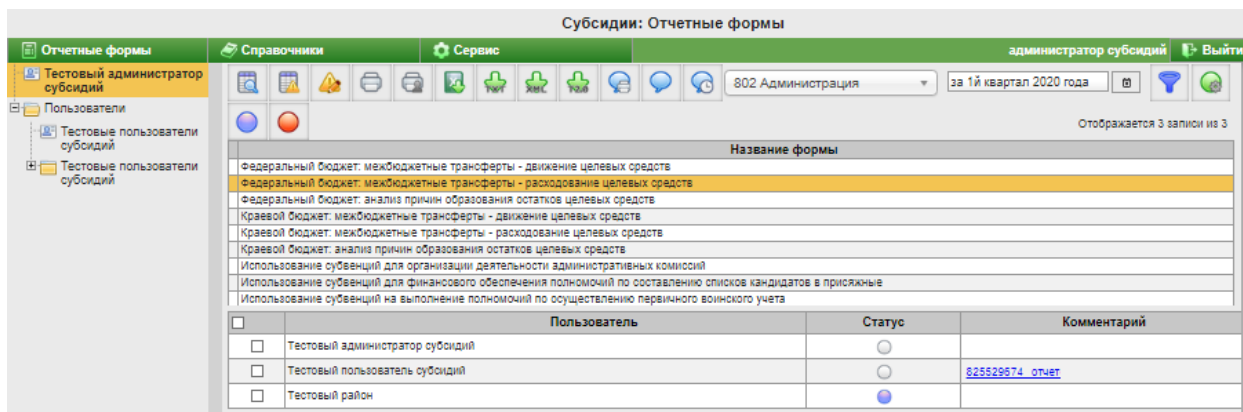 Субсидии: Отчетные формы
Отчетные формы Справочники Сервис администратор субсидий Выйти
Тестовый администратор
субсидий
Пользователи
Тестовые пользователи
субсидий
Тестовые пользователи
субсидий
TXT XML 802 Администрация за 1й квартал 2020 года
Отображается 3 записи из 3
Название формы
Федеральный бюджет: межбюджетные трансферты - движение целевых средств
Федеральный бюджет: межбюджетные трансферты - расходование целевых средств
Федеральный бюджет: анализ причин образования остатков целевых средств
Краевой бюджет: межбюджетные трансферты - движение целевых средств
Краевой бюджет: межбюджетные трансферты - расходование целевых средств
Краевой бюджет: анализ причин образования остатков целевых средств
Использование субвенций для организации деятельности административных комиссий
Использование субвенций для финансового обеспечения полномочий по составлению списков кандидатов в присяжные
Использование субвенций на выполнение полномочий по осуществлению первичного воинского учета
Пользователь Статус Комментарий
Тестовый администратор субсидий
Тестовый пользователь субсидий 825529674_отчет
Тестовый район